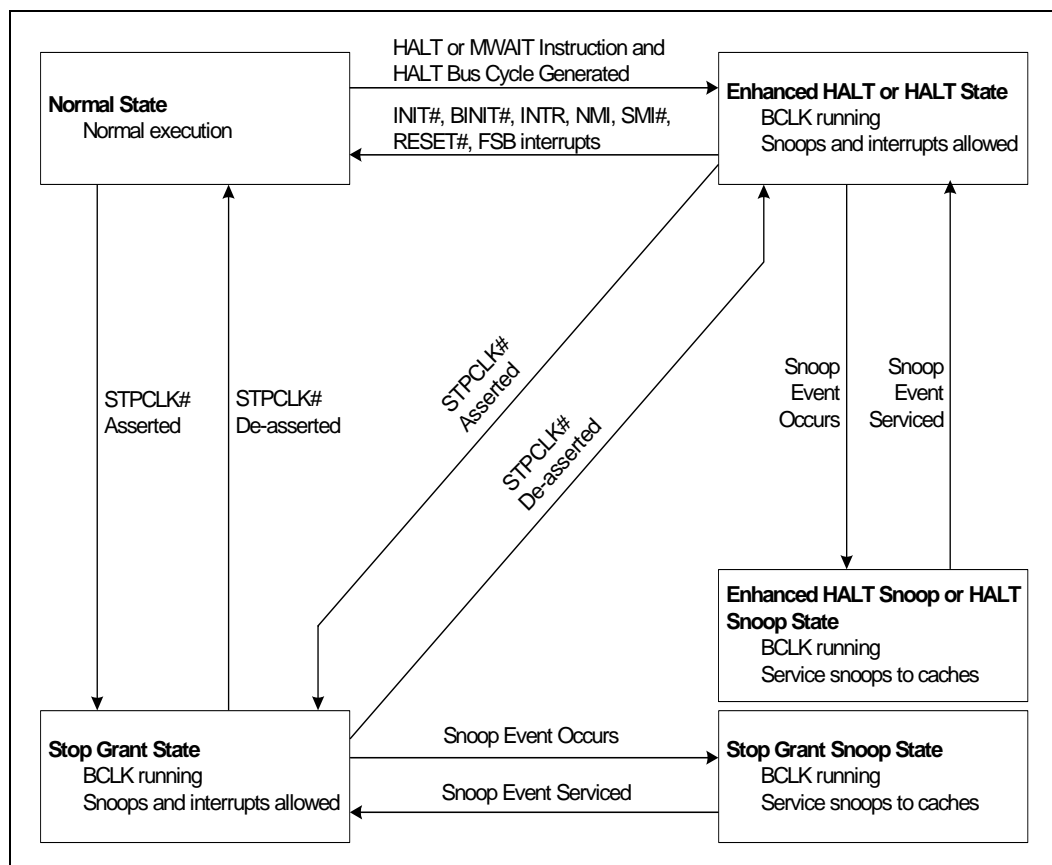 HALT or MWAIT Instruction and
HALT Bus Cycle Generated
Normal State
Normal execution
INIT#, BINIT#, INTR, NMI, SMI#,
RESET#, FSB interrupts
Enhanced HALT or HALT State
BCLK running
Snoops and interrupts allowed
STPCLK#
Asserted
STPCLK#
De-asserted
STPCLK#
Asserted
STPCLK#
De-asserted
Snoop
Event
Occurs
Snoop
Event
Serviced
Enhanced HALT Snoop or HALT
Snoop State
BCLK running
Service snoops to caches
Stop Grant State
BCLK running
Snoops and interrupts allowed
Snoop Event Occurs
Snoop Event Serviced
Stop Grant Snoop State
BCLK running
Service snoops to caches